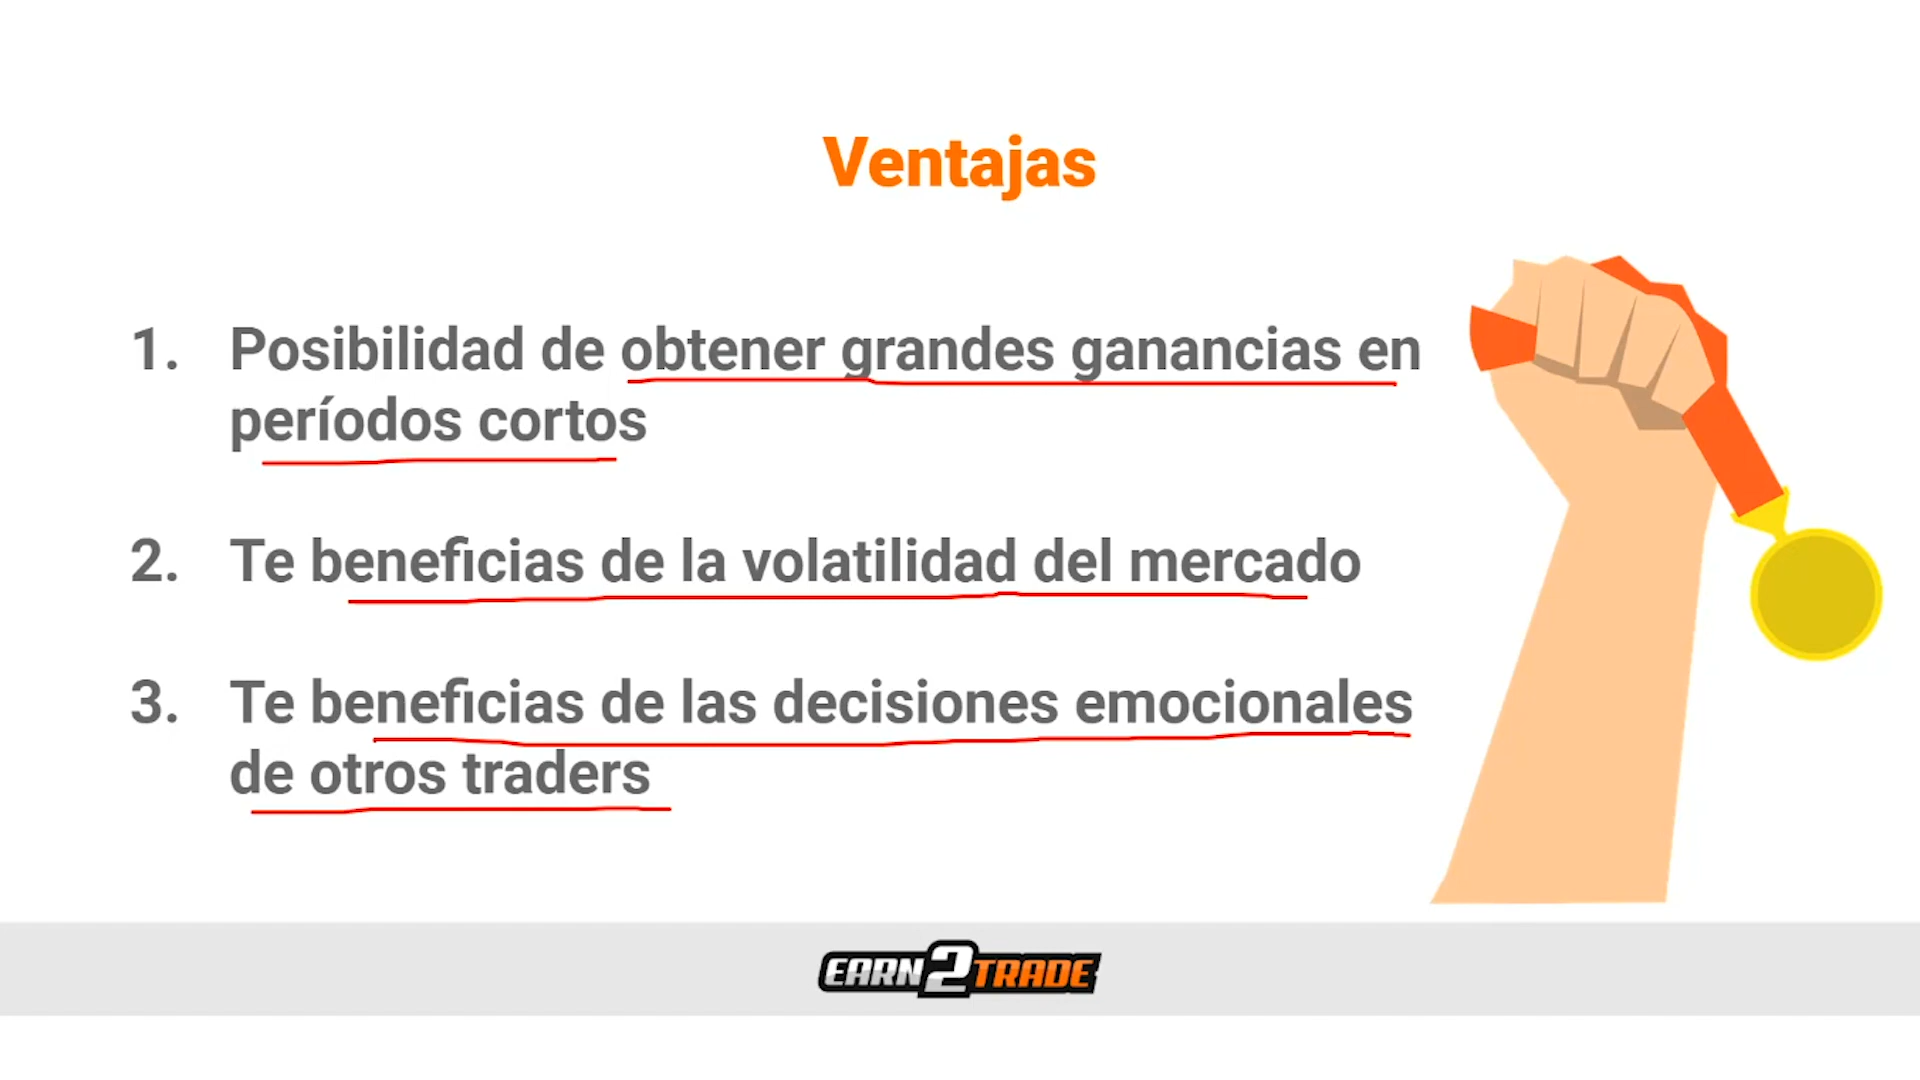 Ventajas
1. Posibilidad de obtener grandes ganancias en
períodos cortos
2. Te beneficias de la volatilidad del mercado
3. Te beneficias de las decisiones emocionales
de otros traders
EARN2TRADE